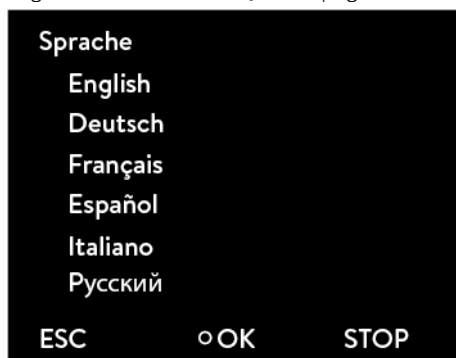 Sprache
English
Deutsch
Français
Español
Italiano
Русский
ESC OK STOP